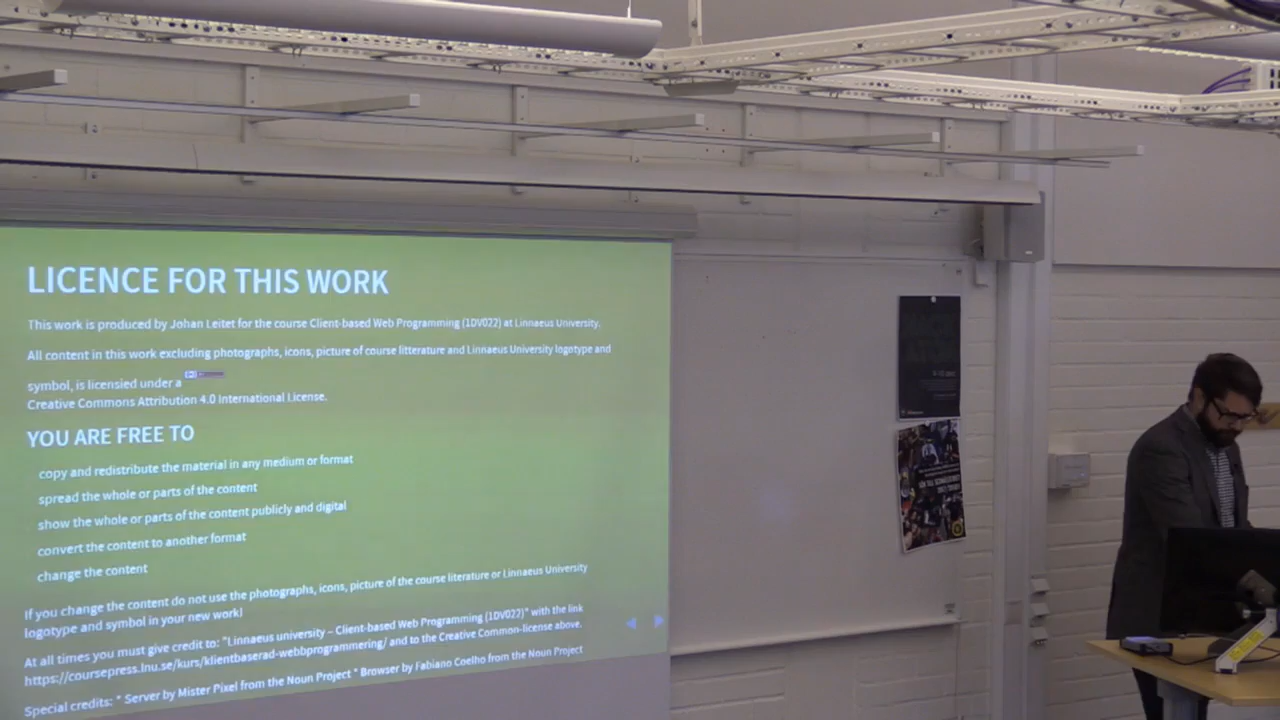 LICENCE FOR THIS WORK
This work is produced by Johan Leitet for the course Client-based Web Programming (1DV022) at Linnaeus University.
All content in this work excluding photographs, icons, picture of course litterature and Linnaeus University logotype and
symbol, is licensied under a
Creative Commons Attribution 4.0 International License.
YOU ARE FREE TO
copy and redistribute the material in any medium or format
spread the whole or parts of the content
show the whole or parts of the content publicly and digital
convert the content to another format
change the content
If you change the content do not use the photographs, icons, picture of the course literature or Linnaeus University
logotype and symbol in your new work!
At all times you must give credit to: "Linnaeus university – Client-based Web Programming (1DV022)" with the link
https://coursepress.lnu.se/kurs/klientbaserad-webbprogrammering/ and to the Creative Common-license above.
Special credits: * Server by Mister Pixel from the Noun Project * Browser by Fabiano Coelho from the Noun Project